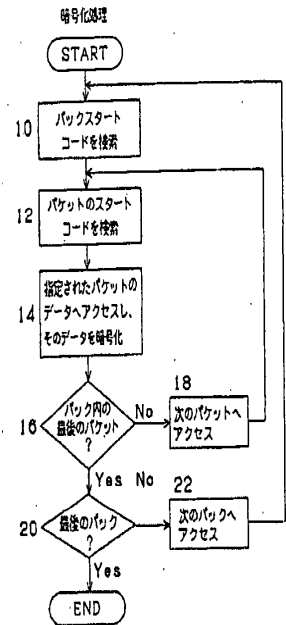 暗号化処理
START
10
パックスタート
コードを検索
12
パケットのスタート
コードを検索
14
指定されたパケットの
データへアクセスし、
そのデータを暗号化
16
パック内の
最後のパケット
?
No
18
次のパケットへ
アクセス
Yes
20
最後のパック
?
No
22
次のパックへ
アクセス
Yes
END